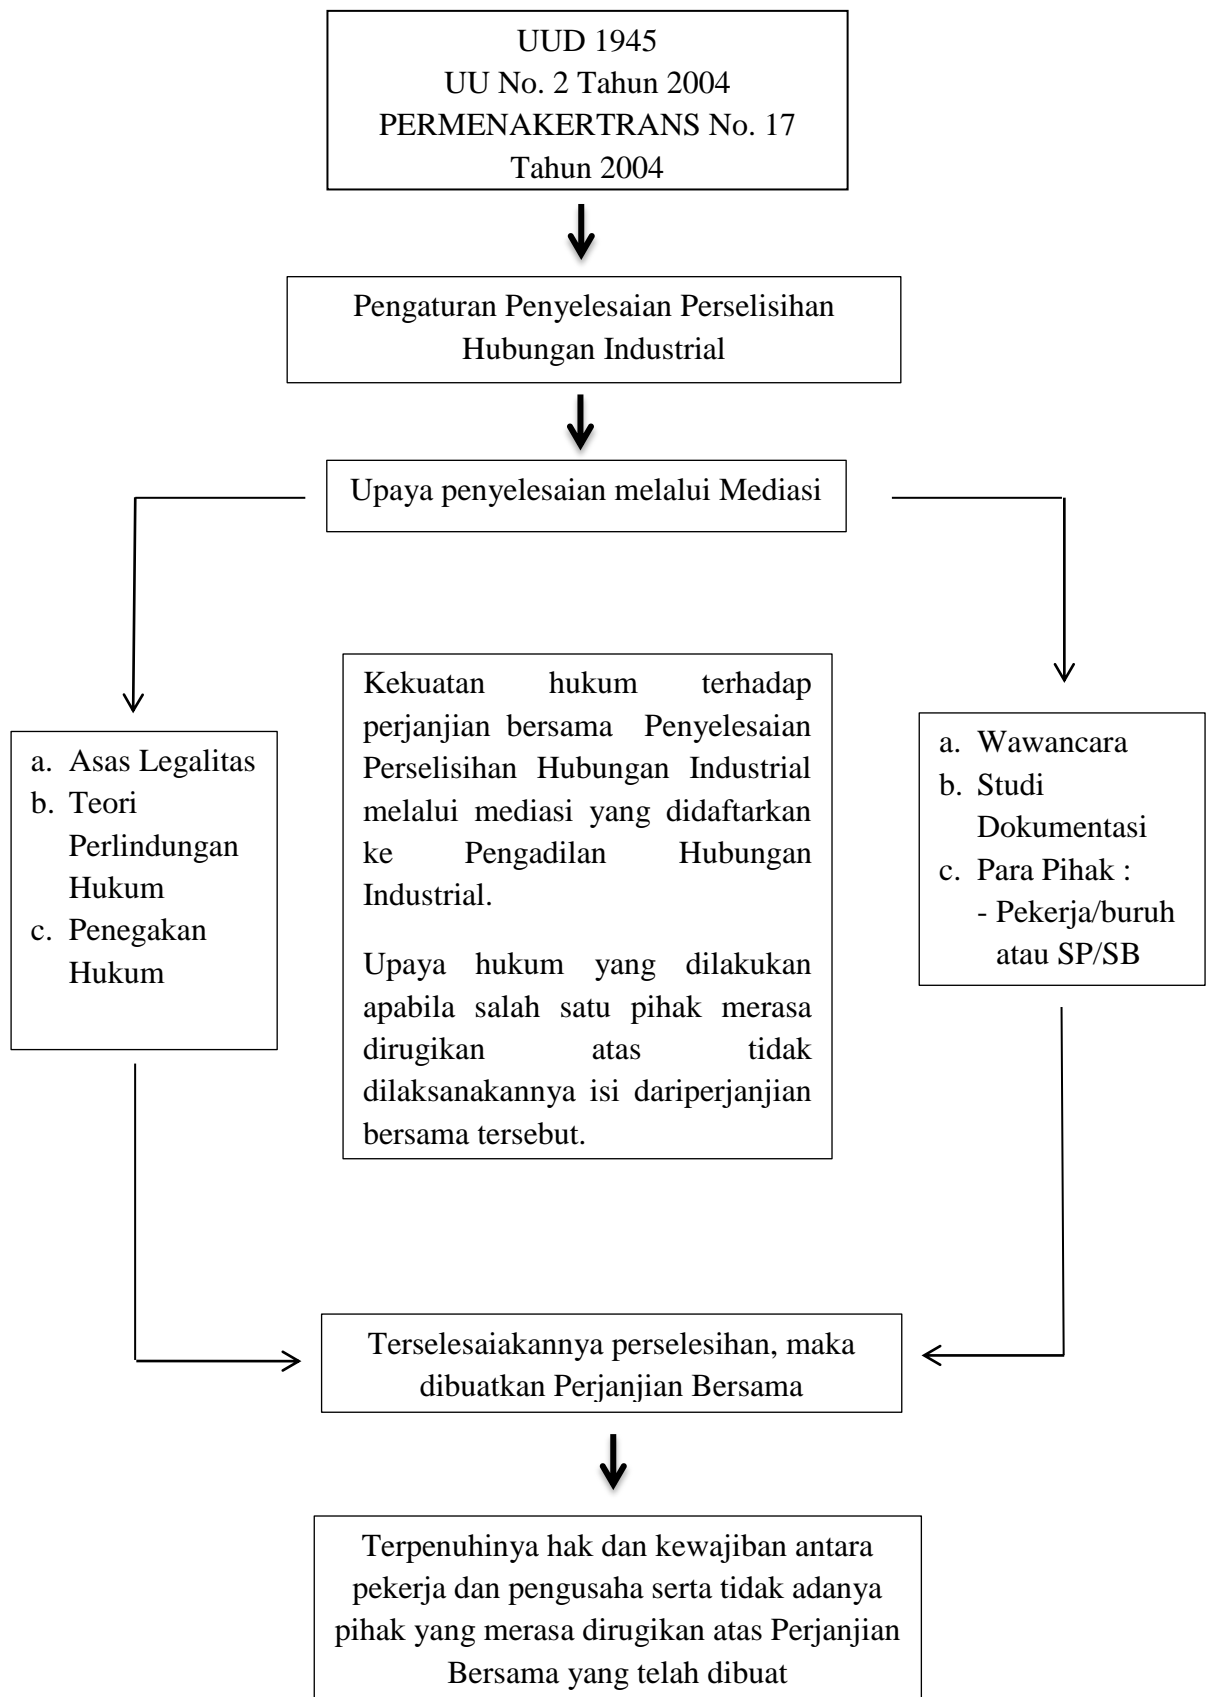 UUD 1945
UU No. 2 Tahun 2004
PERMENAKERTRANS No. 17
Tahun 2004
Pengaturan Penyelesaian Perselisihan
Hubungan Industrial
Upaya penyelesaian melalui Mediasi
a. Asas Legalitas
b. Teori
Perlindungan
Hukum
c. Penegakan
Hukum
Kekuatan hukum terhadap
perjanjian bersama Penyelesaian
Perselisihan Hubungan Industrial
melalui mediasi yang didaftarkan
ke Pengadilan Hubungan
Industrial.
Upaya hukum yang dilakukan
apabila salah satu pihak merasa
dirugikan atas tidak
dilaksanakannya isi dariperjanjian
bersama tersebut.
a. Wawancara
b. Studi
Dokumentasi
c. Para Pihak :
- Pekerja/buruh
atau SP/SB
Terselesaiakannya perselesihan, maka
dibuatkan Perjanjian Bersama
Terpenuhinya hak dan kewajiban antara
pekerja dan pengusaha serta tidak adanya
pihak yang merasa dirugikan atas Perjanjian
Bersama yang telah dibuat